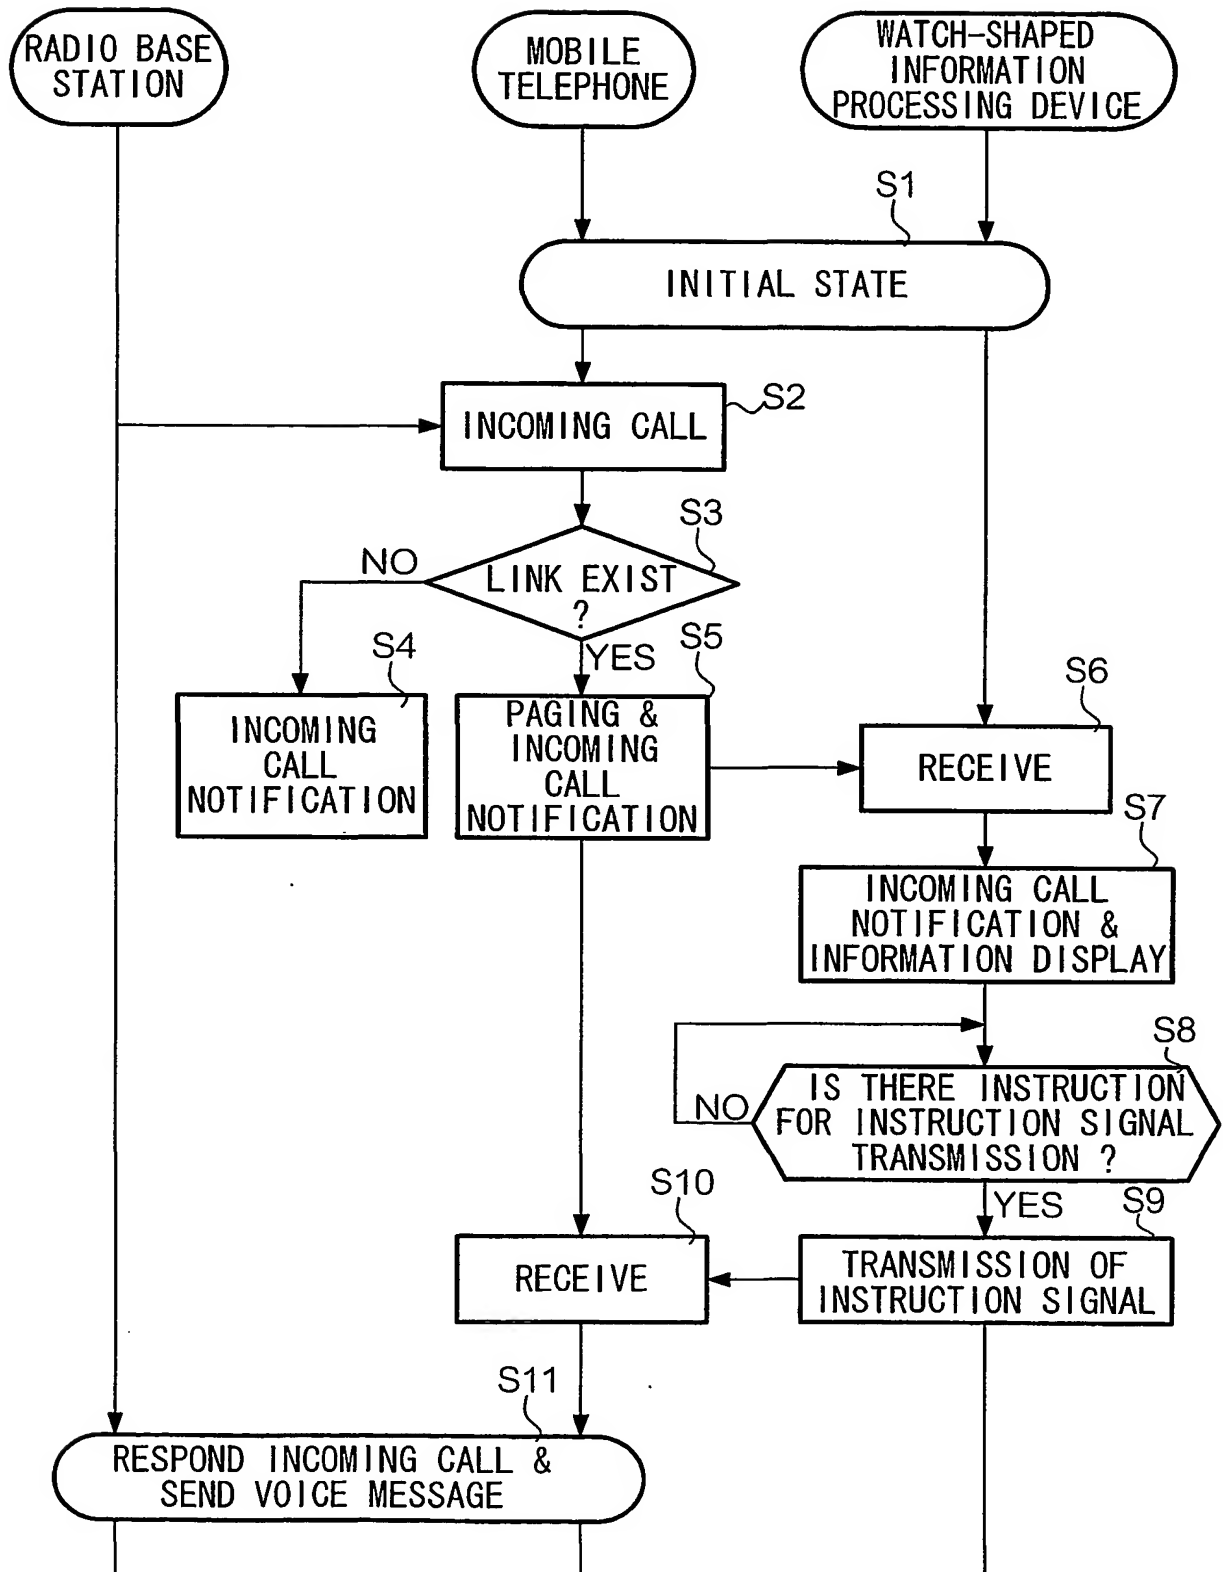 RADIO BASE
STATION
MOBILE
TELEPHONE
WATCH-SHAPED
INFORMATION
PROCESSING DEVICE
S1
INITIAL STATE
S2
INCOMING CALL
S3
NO
LINK EXIST
?
YES
S4
INCOMING
CALL
NOTIFICATION
S5
PAGING &
INCOMING
CALL
NOTIFICATION
S6
RECEIVE
S7
INCOMING CALL
NOTIFICATION &
INFORMATION DISPLAY
S8
IS THERE INSTRUCTION
FOR INSTRUCTION SIGNAL
TRANSMISSION ?
NO
YES
S9
TRANSMISSION OF
INSTRUCTION SIGNAL
S10
RECEIVE
S11
RESPOND INCOMING CALL &
SEND VOICE MESSAGE